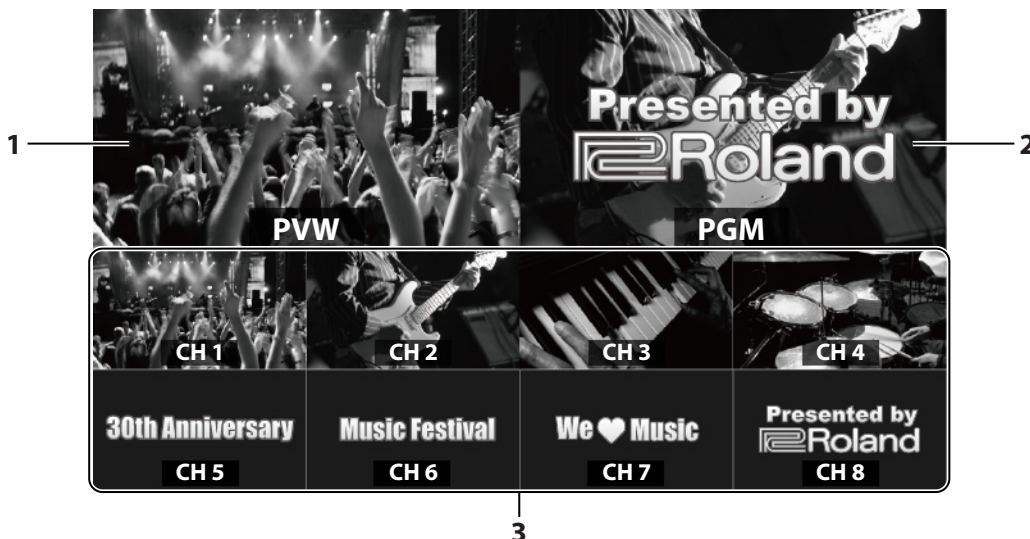 Presented by
Roland
1
2
PVW
PGM
CH 1
CH 2
CH 3
CH 4
30th Anniversary
Music Festival
We ♥ Music
Presented by
Roland
CH 5
CH 6
CH 7
CH 8
3